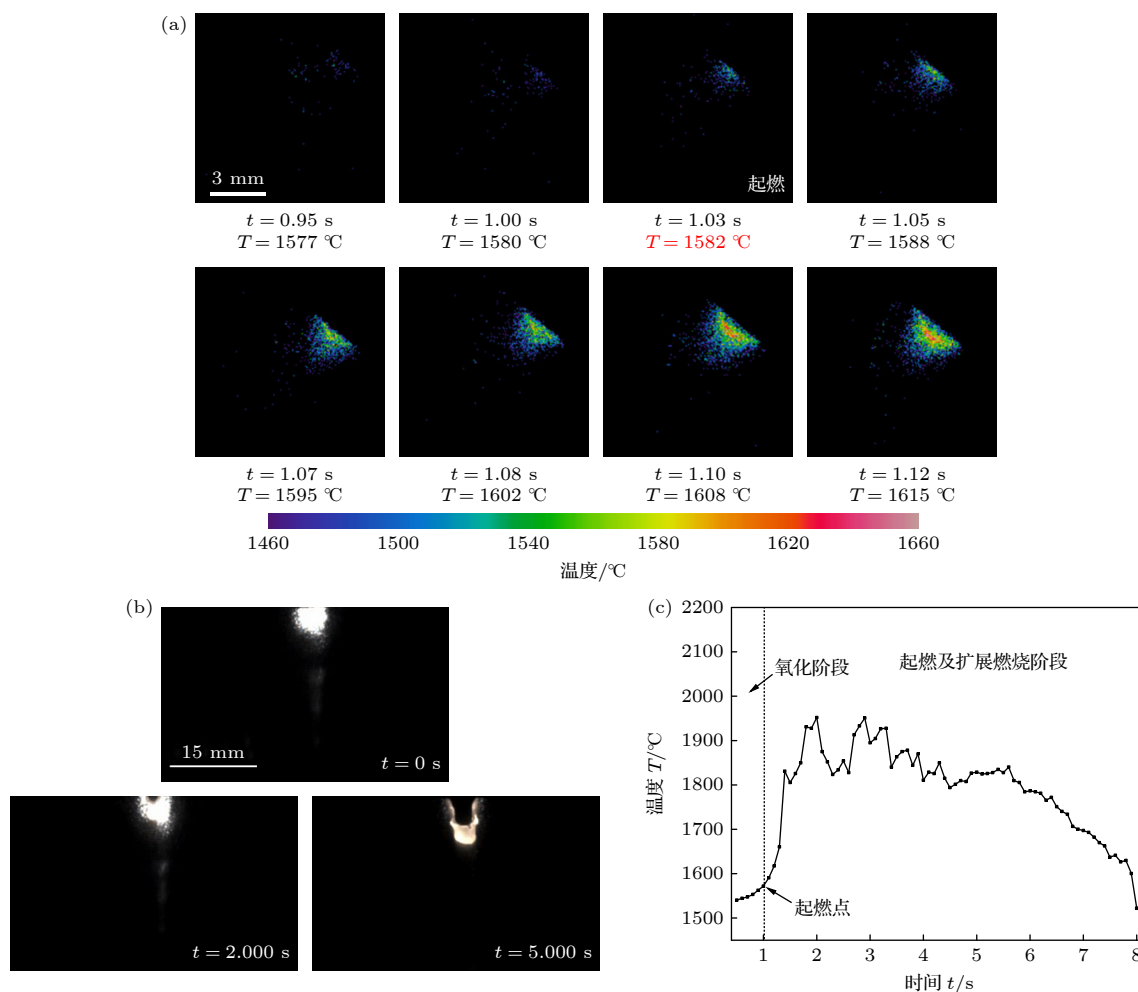 (a)
3 mm
起燃
t = 0.95 s
T = 1577 ℃
t = 1.00 s
T = 1580 ℃
t = 1.03 s
T = 1582 ℃
t = 1.05 s
T = 1588 ℃
t = 1.07 s
T = 1595 ℃
t = 1.08 s
T = 1602 ℃
t = 1.10 s
T = 1608 ℃
t = 1.12 s
T = 1615 ℃
1460 1500 1540 1580 1620 1660
温度/℃
(b)
15 mm
t = 0 s
t = 2.000 s
t = 5.000 s
(c)
2200
2100
2000
1900
1800
1700
1600
1500
温度 T/℃
氧化阶段
起燃及扩展燃烧阶段
起燃点
1 2 3 4 5 6 7 8
时间 t/s